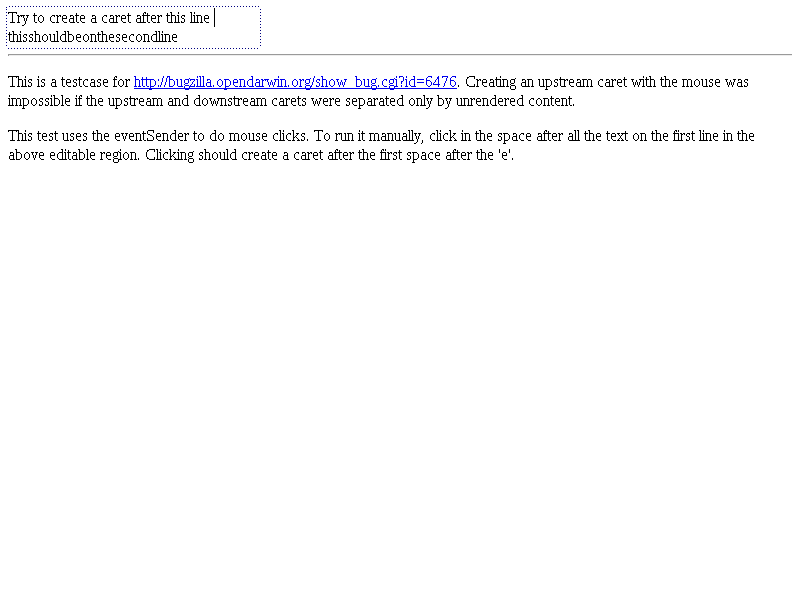 Try to create a caret after this line
thisshouldbeonthesecondline
This is a testcase for http://bugzilla.opendarwin.org/show_bug.cgi?id=6476. Creating an upstream caret with the mouse was
impossible if the upstream and downstream carets were separated only by unrendered content.
This test uses the eventSender to do mouse clicks. To run it manually, click in the space after all the text on the first line in the
above editable region. Clicking should create a caret after the first space after the 'e'.